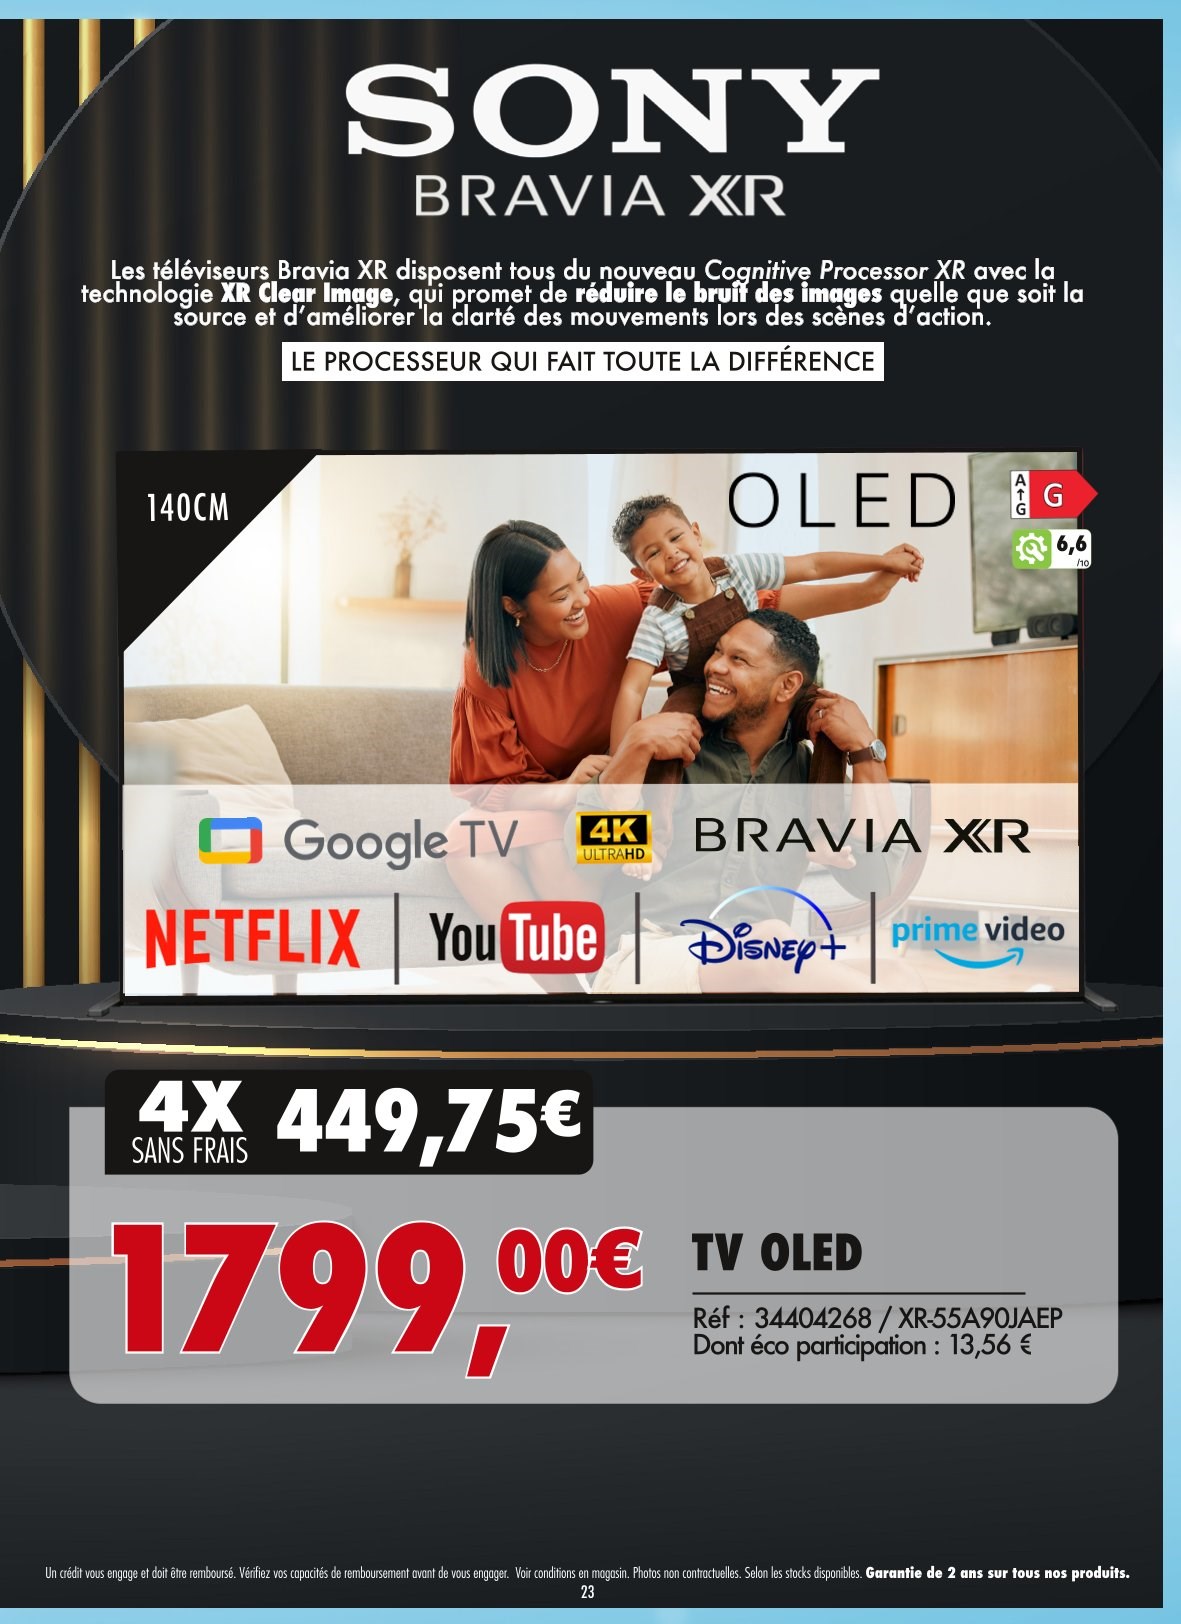 SONY
BRAVIA XR
Les téléviseurs Bravia XR disposent tous du nouveau Cognitive Processor XR avec la
technologie XR Clear Image, qui promet de réduire le bruit des images quelle que soit la
source et d'améliorer la clarté des mouvements lors des scènes d'action.
LE PROCESSEUR QUI FAIT TOUTE LA DIFFÉRENCE
140CM
OLED
A
↑
G
G
6,6
/10
Google TV
4K
ULTRA HD
BRAVIA XR
NETFLIX
YouTube
Disney+
prime video
4X
SANS FRAIS
449,75€
1799,00€
TV OLED
Réf : 34404268 / XR-55A90JAEP
Dont éco participation : 13,56 €
Un crédit vous engage et doit être remboursé. Vérifiez vos capacités de remboursement avant de vous engager. Voir conditions en magasin. Photos non contractuelles. Selon les stocks disponibles. Garantie de 2 ans sur tous nos produits.
23